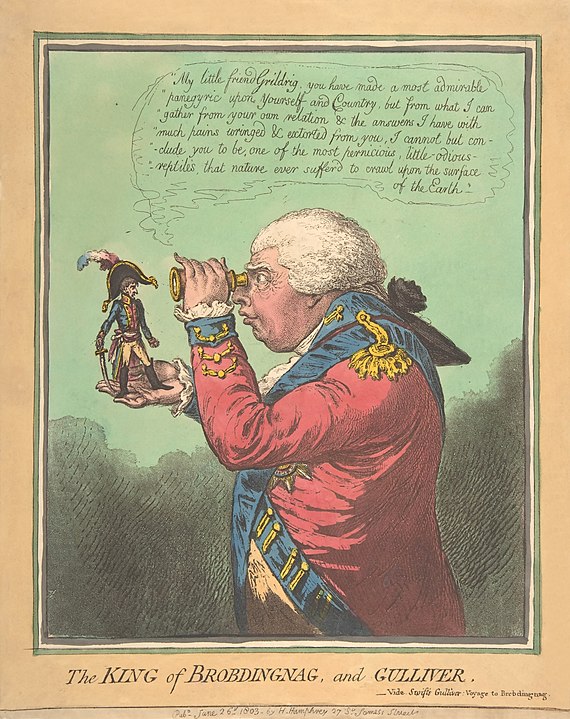 "My little friend Grildrig, you have made a most admirable
" panegyric upon Yourself and Country, but from what I can
" gather from your own relation & the answers I have with
" much pains wringed & extorted from you, I cannot but con-
"-clude you to be, one of the most pernicious, little-odious-
"-reptiles, that nature ever suffer'd to crawl upon the surface
of the Earth."
The KING of BROBDINGNAG, and GULLIVER.
Vide. Swift's Gulliver: Voyage to Brobdingnag.
Pubd. June 26th 1803. by H. Humphrey 27 St. James's Street